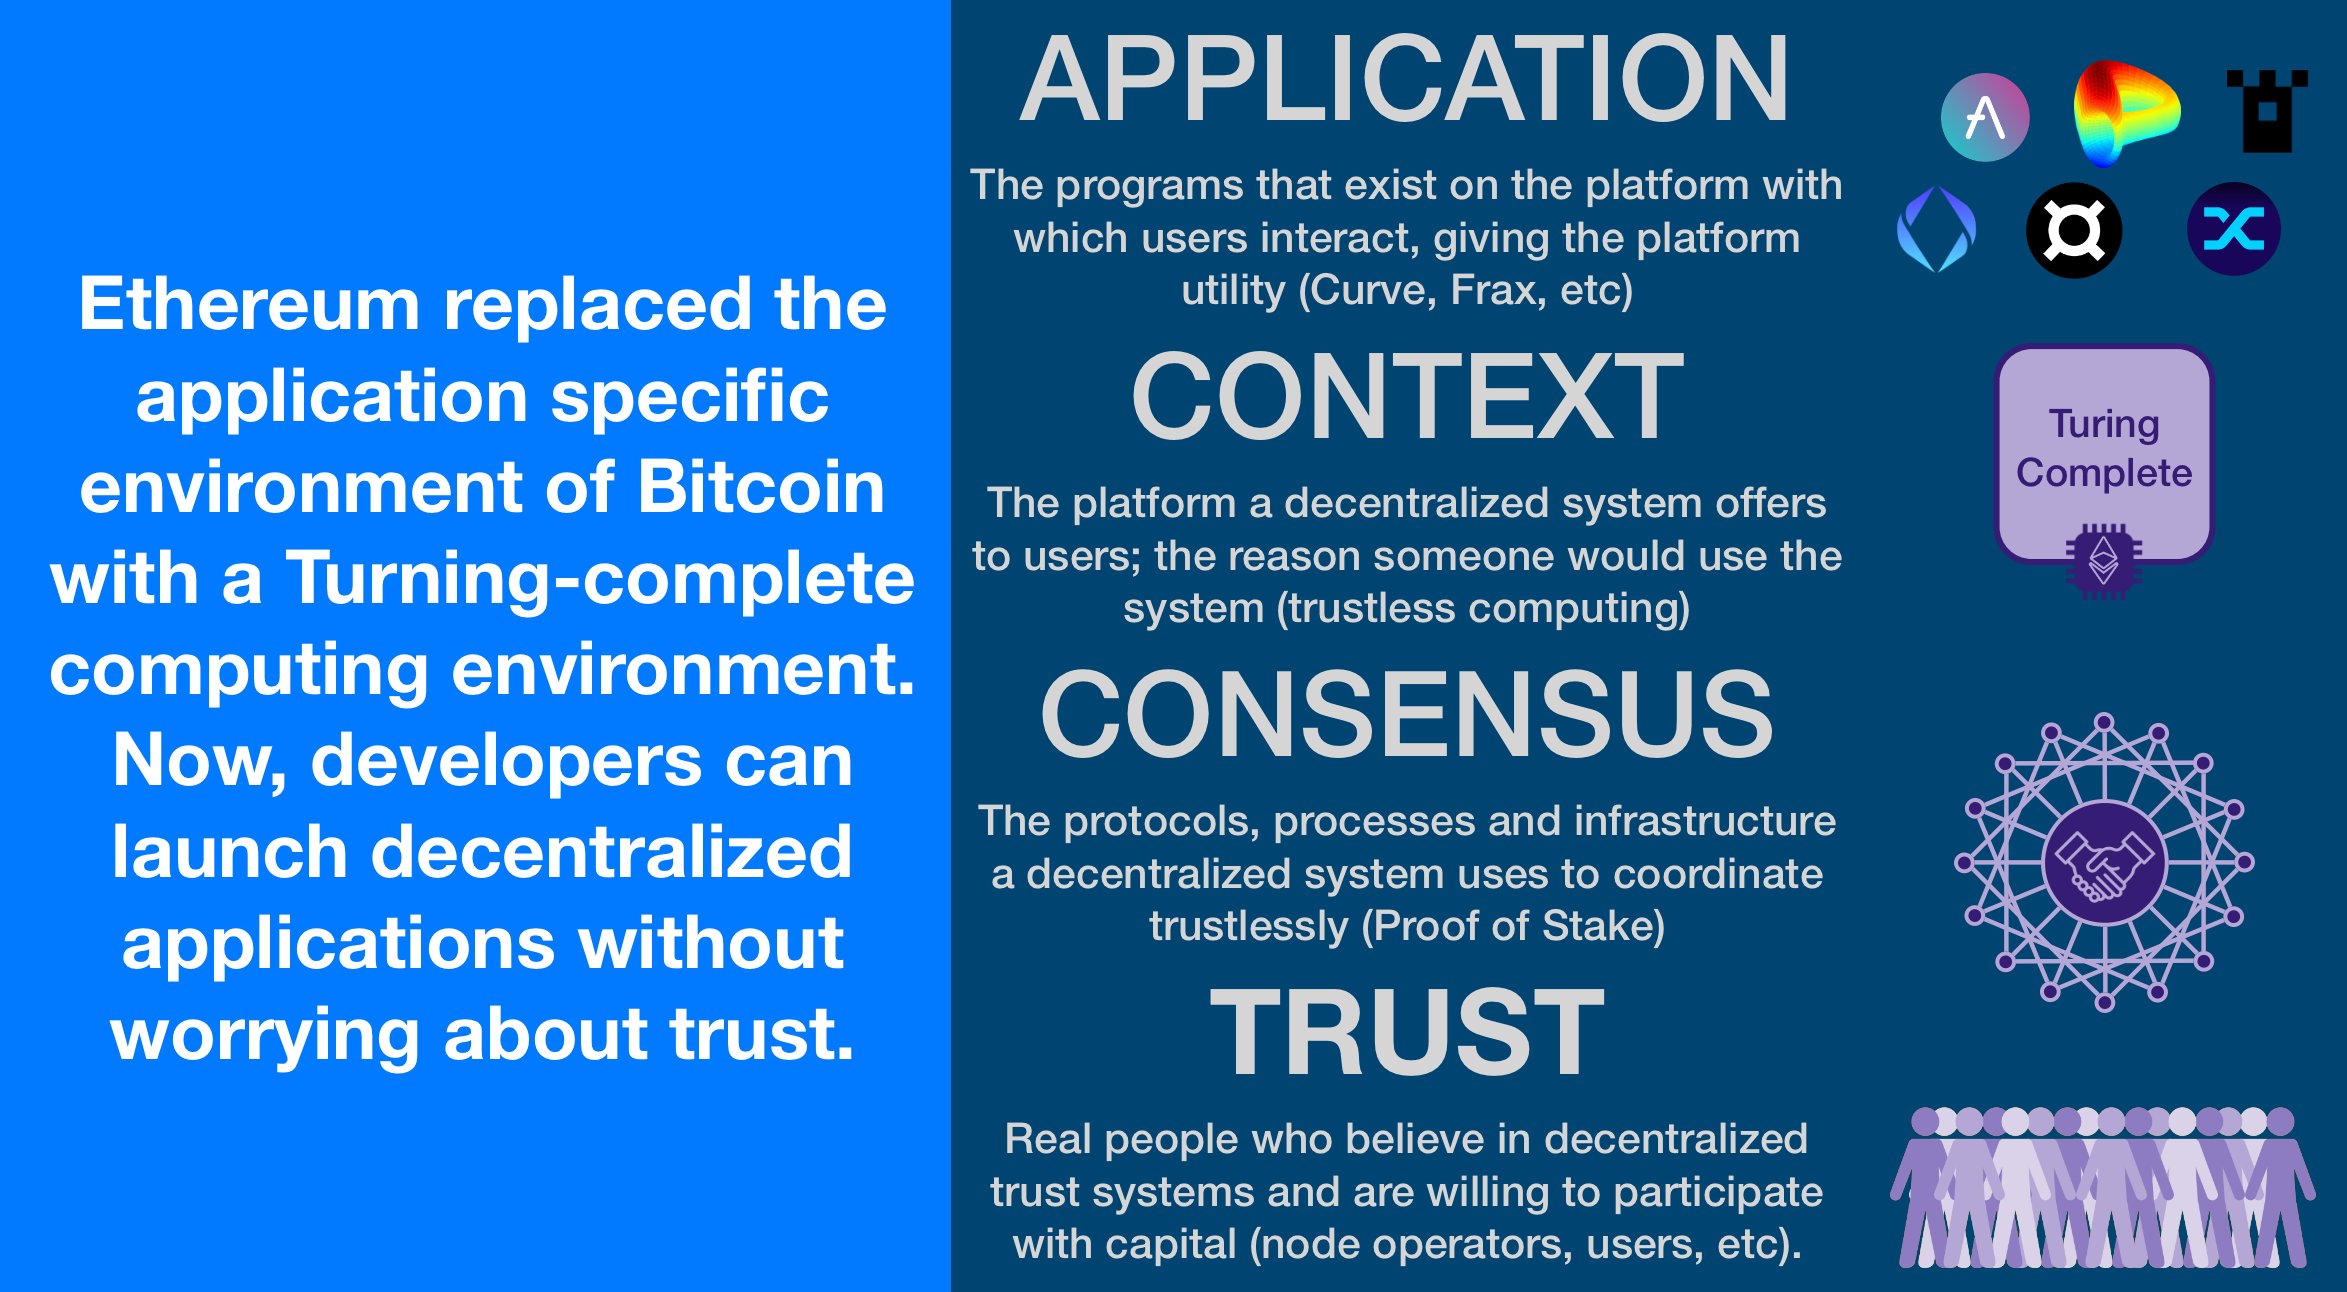 Ethereum replaced the
application specific
environment of Bitcoin
with a Turning-complete
computing environment.
Now, developers can
launch decentralized
applications without
worrying about trust.
APPLICATION
The programs that exist on the platform with
which users interact, giving the platform
utility (Curve, Frax, etc)
CONTEXT
The platform a decentralized system offers
to users; the reason someone would use the
system (trustless computing)
Turing
Complete
CONSENSUS
The protocols, processes and infrastructure
a decentralized system uses to coordinate
trustlessly (Proof of Stake)
TRUST
Real people who believe in decentralized
trust systems and are willing to participate
with capital (node operators, users, etc).